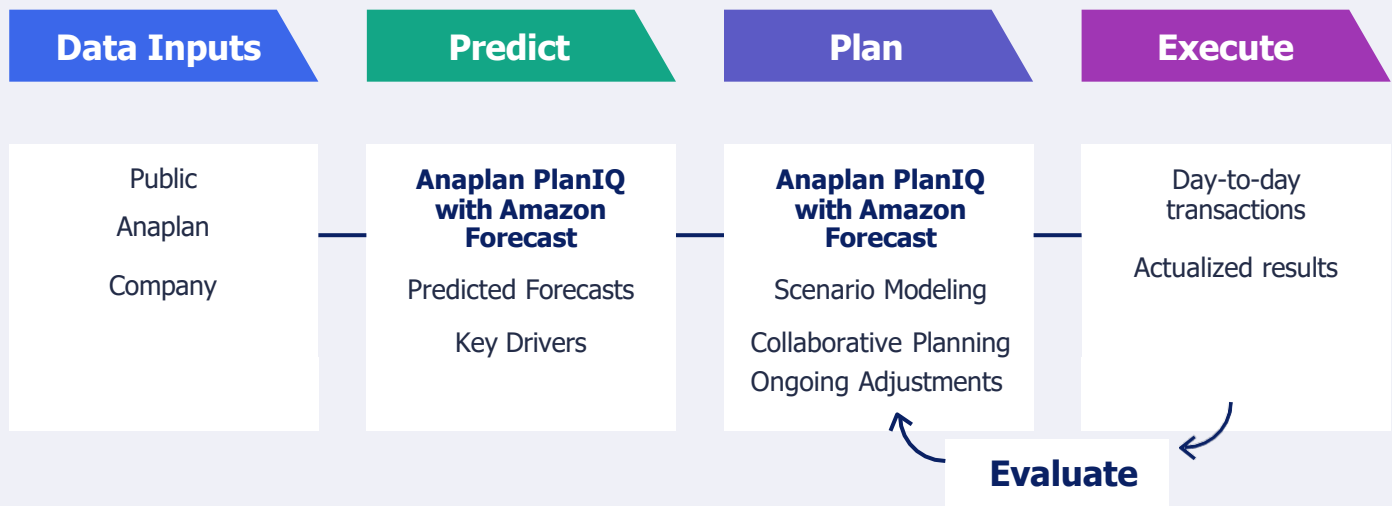 Data Inputs
Predict
Plan
Execute
Public
Anaplan
Company
Anaplan PlanIQ
with Amazon
Forecast
Predicted Forecasts
Key Drivers
Anaplan PlanIQ
with Amazon
Forecast
Scenario Modeling
Collaborative Planning
Ongoing Adjustments
Day-to-day
transactions
Actualized results
Evaluate